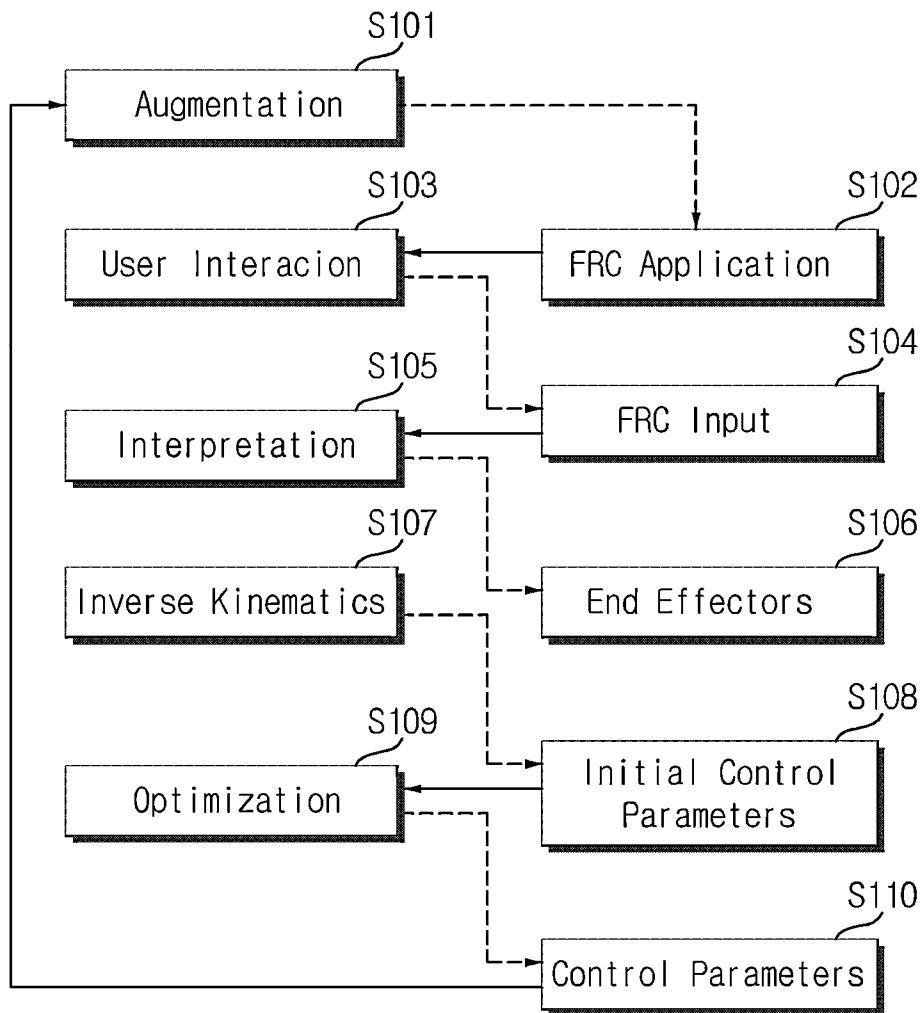 S101
Augmentation
S103
User Interacion
S102
FRC Application
S104
FRC Input
S105
Interpretation
S107
Inverse Kinematics
S106
End Effectors
S108
Initial Control
Parameters
S109
Optimization
S110
Control Parameters